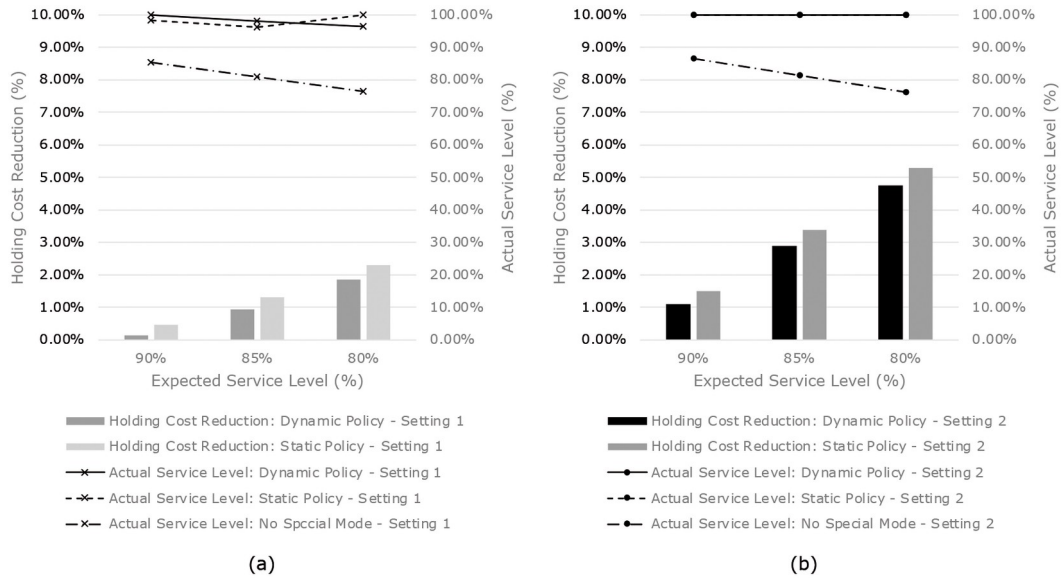 10.00%
9.00%
8.00%
7.00%
6.00%
5.00%
4.00%
3.00%
2.00%
1.00%
0.00%
Holding Cost Reduction (%)
100.00%
90.00%
80.00%
70.00%
60.00%
50.00%
40.00%
30.00%
20.00%
10.00%
0.00%
Actual Service Level (%)
90% 85% 80%
Expected Service Level (%)
Holding Cost Reduction: Dynamic Policy - Setting 1
Holding Cost Reduction: Static Policy - Setting 1
Actual Service Level: Dynamic Policy - Setting 1
Actual Service Level: Static Policy - Setting 1
Actual Service Level: No Special Mode - Setting 1
(a)
10.00%
9.00%
8.00%
7.00%
6.00%
5.00%
4.00%
3.00%
2.00%
1.00%
0.00%
Holding Cost Reduction (%)
100.00%
90.00%
80.00%
70.00%
60.00%
50.00%
40.00%
30.00%
20.00%
10.00%
0.00%
Actual Service Level (%)
90% 85% 80%
Expected Service Level (%)
Holding Cost Reduction: Dynamic Policy - Setting 2
Holding Cost Reduction: Static Policy - Setting 2
Actual Service Level: Dynamic Policy - Setting 2
Actual Service Level: Static Policy - Setting 2
Actual Service Level: No Special Mode - Setting 2
(b)